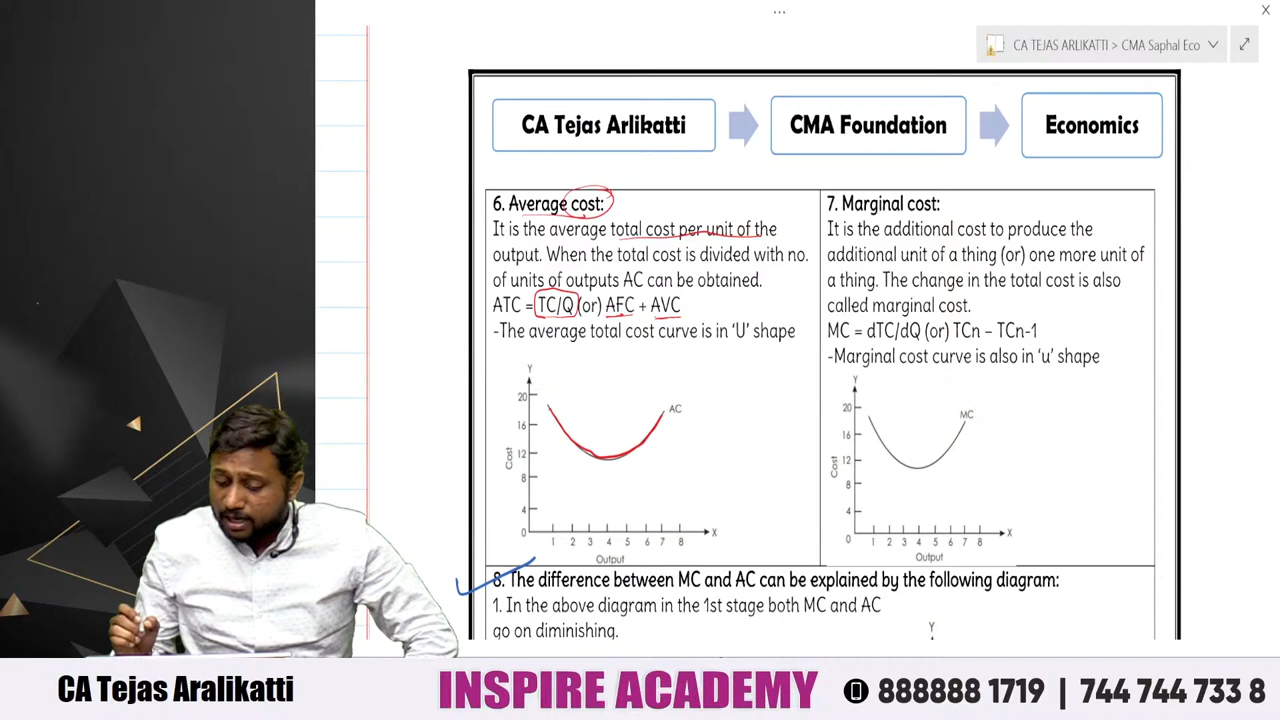 ...
CA TEJAS ARLIKATTI > CMA Saphal Eco
CA Tejas Arlikatti
CMA Foundation
Economics
6. Average cost:
It is the average total cost per unit of the
output. When the total cost is divided with no.
of units of outputs AC can be obtained.
ATC = TC/Q (or) AFC + AVC
-The average total cost curve is in 'U' shape
Y
20
16
12
8
4
0
Cost
AC
1 2 3 4 5 6 7 8
X
Output
7. Marginal cost:
It is the additional cost to produce the
additional unit of a thing (or) one more unit of
a thing. The change in the total cost is also
called marginal cost.
MC = dTC/dQ (or) TCn – TCn-1
-Marginal cost curve is also in 'u' shape
Y
20
16
12
8
4
0
Cost
MC
1 2 3 4 5 6 7 8
X
Output
8. The difference between MC and AC can be explained by the following diagram:
1. In the above diagram in the 1st stage both MC and AC
go on diminishing.
Y
CA Tejas Aralikatti
INSPIRE ACADEMY
888888 1719 | 744 744 733 8